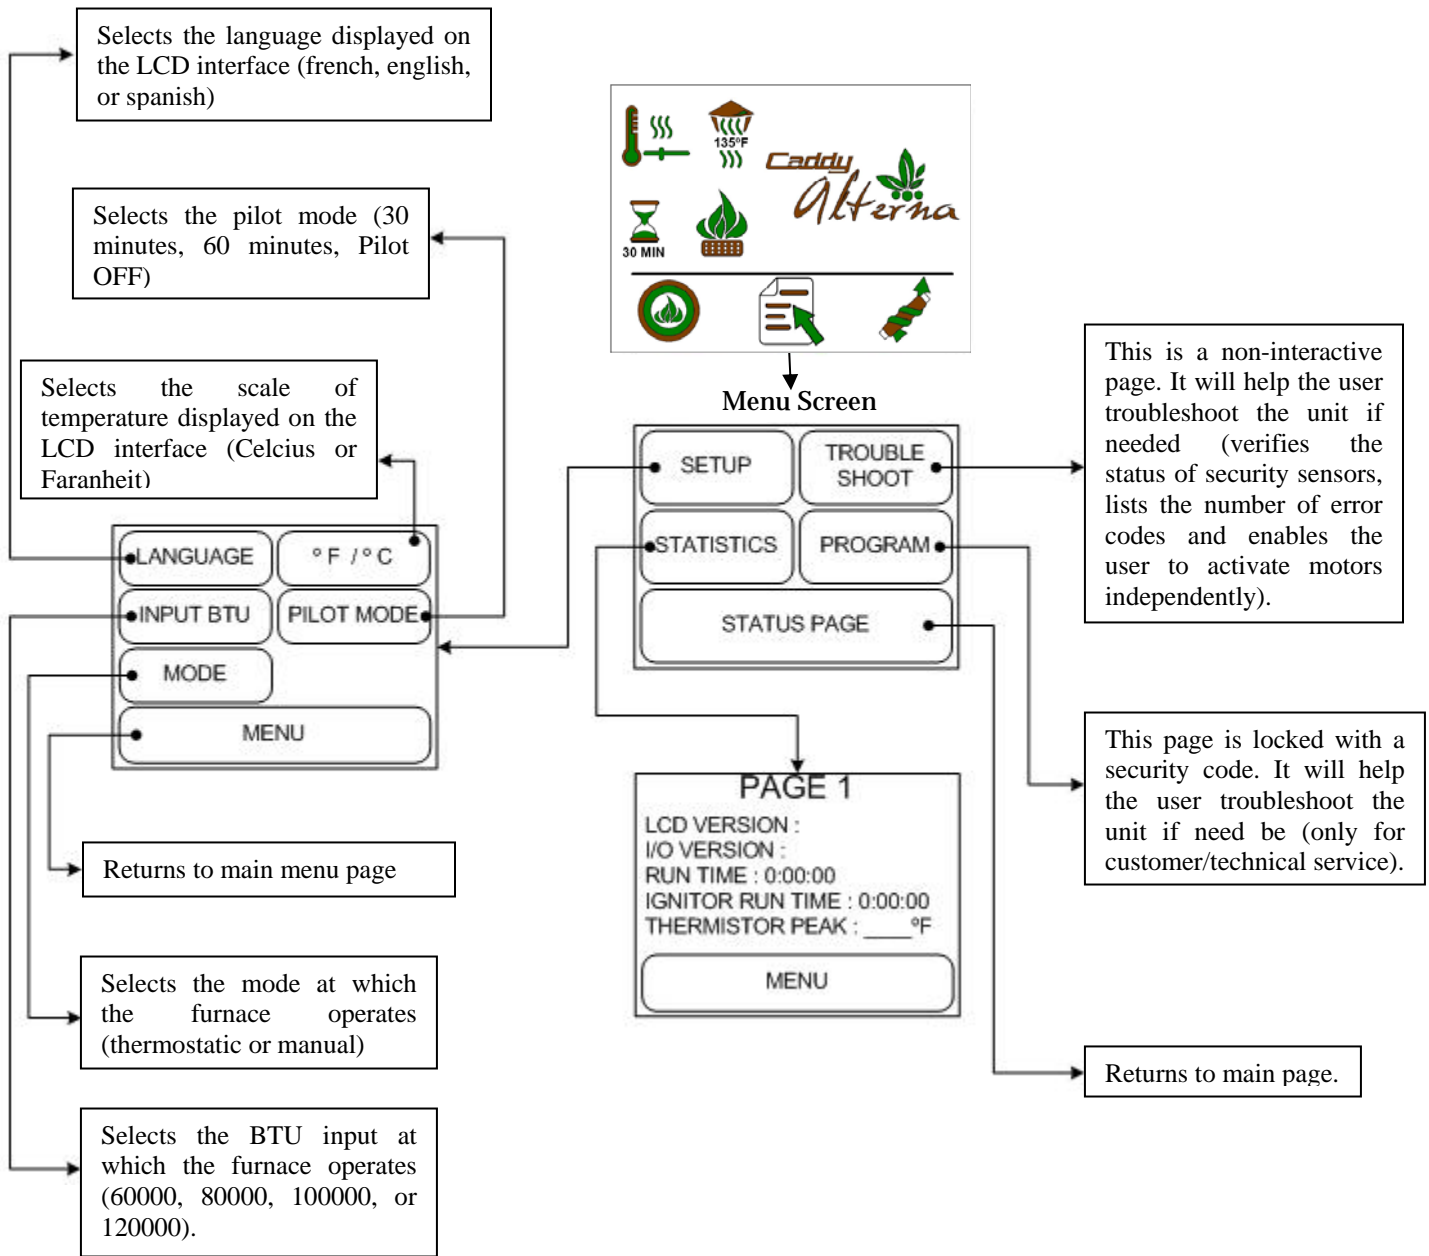 Selects the language displayed on
the LCD interface (french, english,
or spanish)
Selects the pilot mode (30
minutes, 60 minutes, Pilot
OFF)
Selects the scale of
temperature displayed on the
LCD interface (Celcius or
Faranheit)
135ºF
Caddy
Alterna
30 MIN
Menu Screen
SETUP
TROUBLE
SHOOT
STATISTICS
PROGRAM
STATUS PAGE
This is a non-interactive
page. It will help the user
troubleshoot the unit if
needed (verifies the
status of security sensors,
lists the number of error
codes and enables the
user to activate motors
independently).
LANGUAGE
º F / º C
INPUT BTU
PILOT MODE
MODE
MENU
PAGE 1
LCD VERSION :
I/O VERSION :
RUN TIME : 0:00:00
IGNITOR RUN TIME : 0:00:00
THERMISTOR PEAK : ____ºF
MENU
This page is locked with a
security code. It will help
the user troubleshoot the
unit if need be (only for
customer/technical service).
Returns to main menu page
Selects the mode at which
the furnace operates
(thermostatic or manual)
Returns to main page.
Selects the BTU input at
which the furnace operates
(60000, 80000, 100000, or
120000).